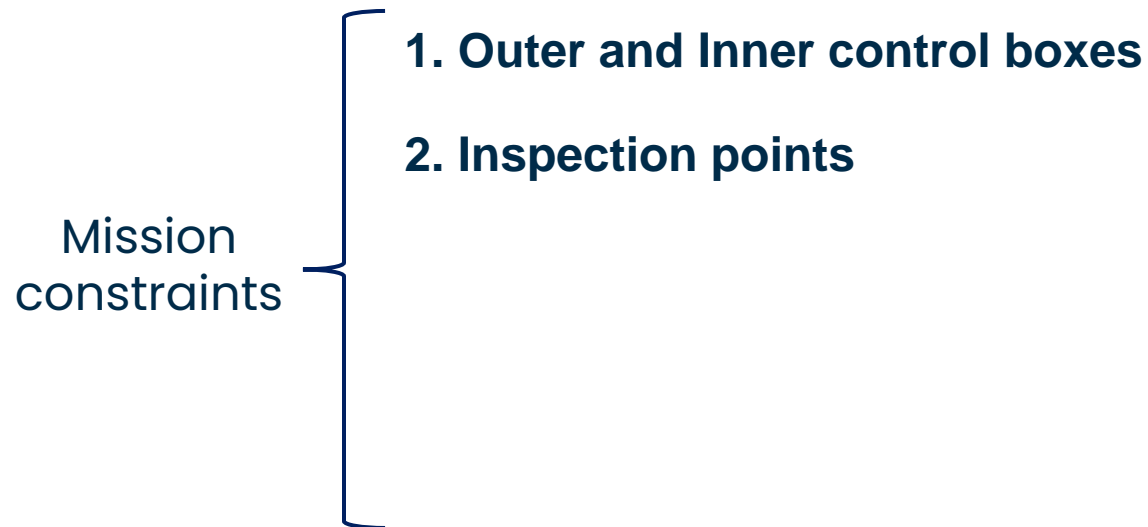 1. Outer and Inner control boxes
2. Inspection points
Mission
constraints